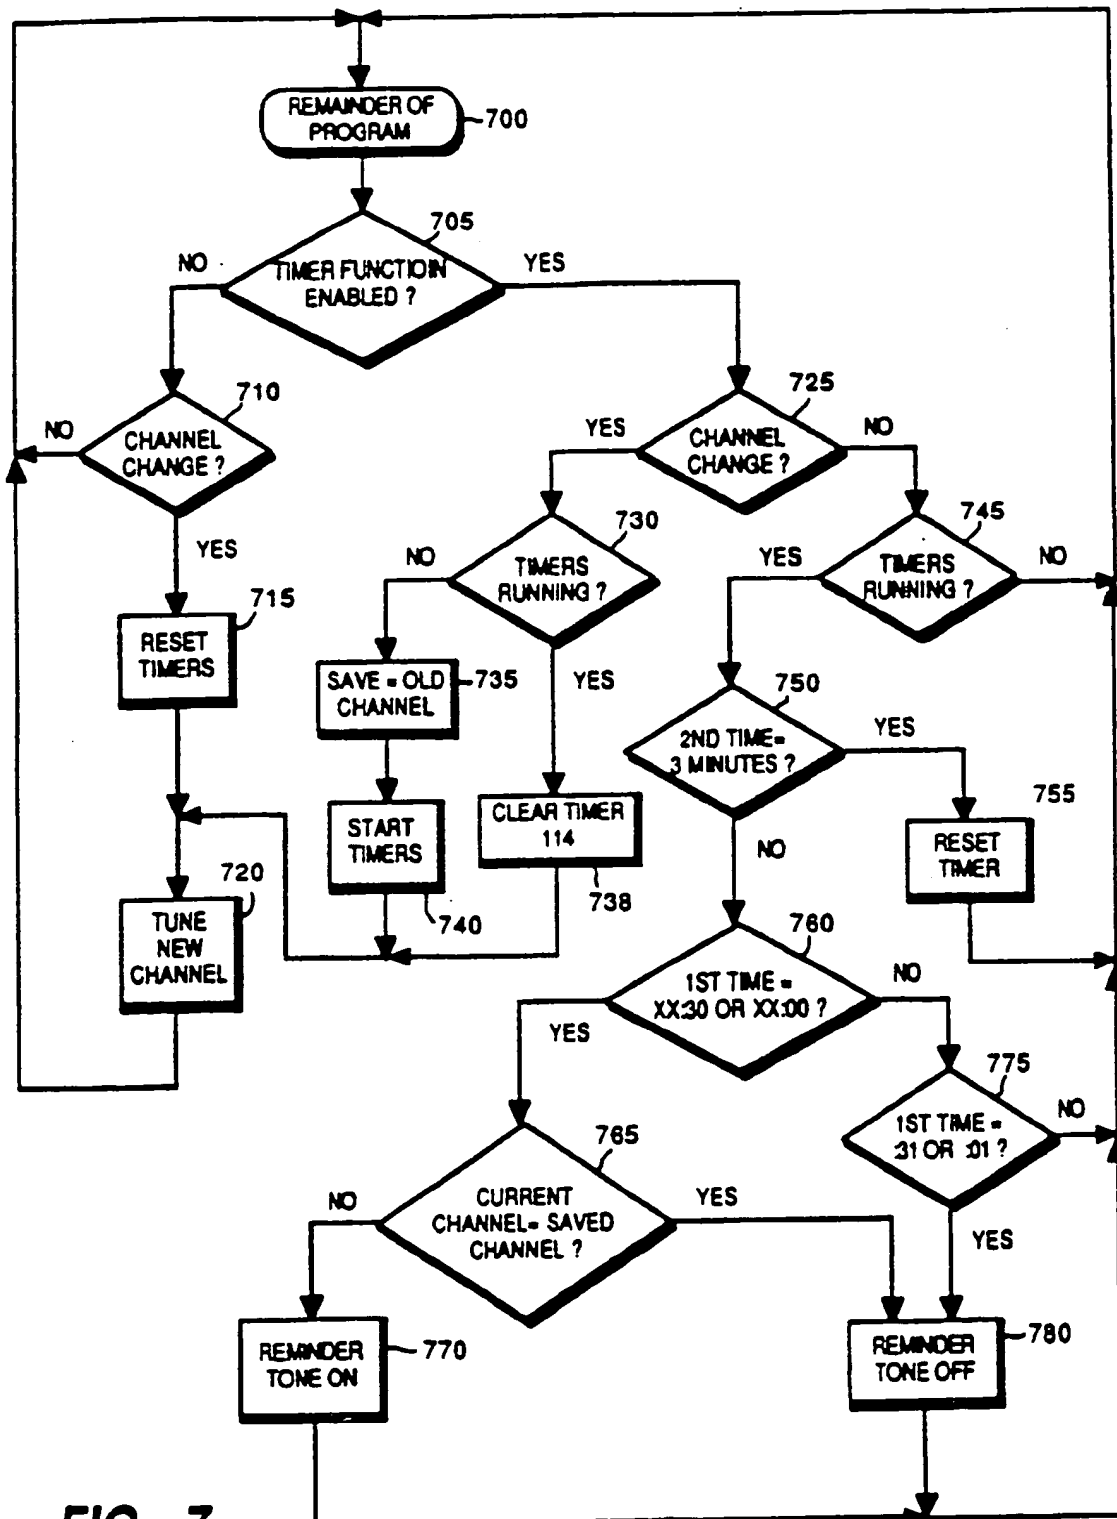 REMAINDER OF
PROGRAM
700
705
NO
TIMER FUNCTION
ENABLED ?
YES
710
NO
CHANNEL
CHANGE ?
YES
725
YES
CHANNEL
CHANGE ?
NO
730
NO
TIMERS
RUNNING ?
YES
745
YES
TIMERS
RUNNING ?
NO
715
RESET
TIMERS
SAVE = OLD
CHANNEL
735
750
2ND TIME=
3 MINUTES ?
YES
NO
START
TIMERS
740
CLEAR TIMER
114
738
755
RESET
TIMER
720
TUNE
NEW
CHANNEL
760
1ST TIME =
XX:30 OR XX:00 ?
YES
NO
775
1ST TIME =
:31 OR :01 ?
NO
YES
765
NO
CURRENT
CHANNEL= SAVED
CHANNEL ?
YES
REMINDER
TONE ON
770
REMINDER
TONE OFF
780